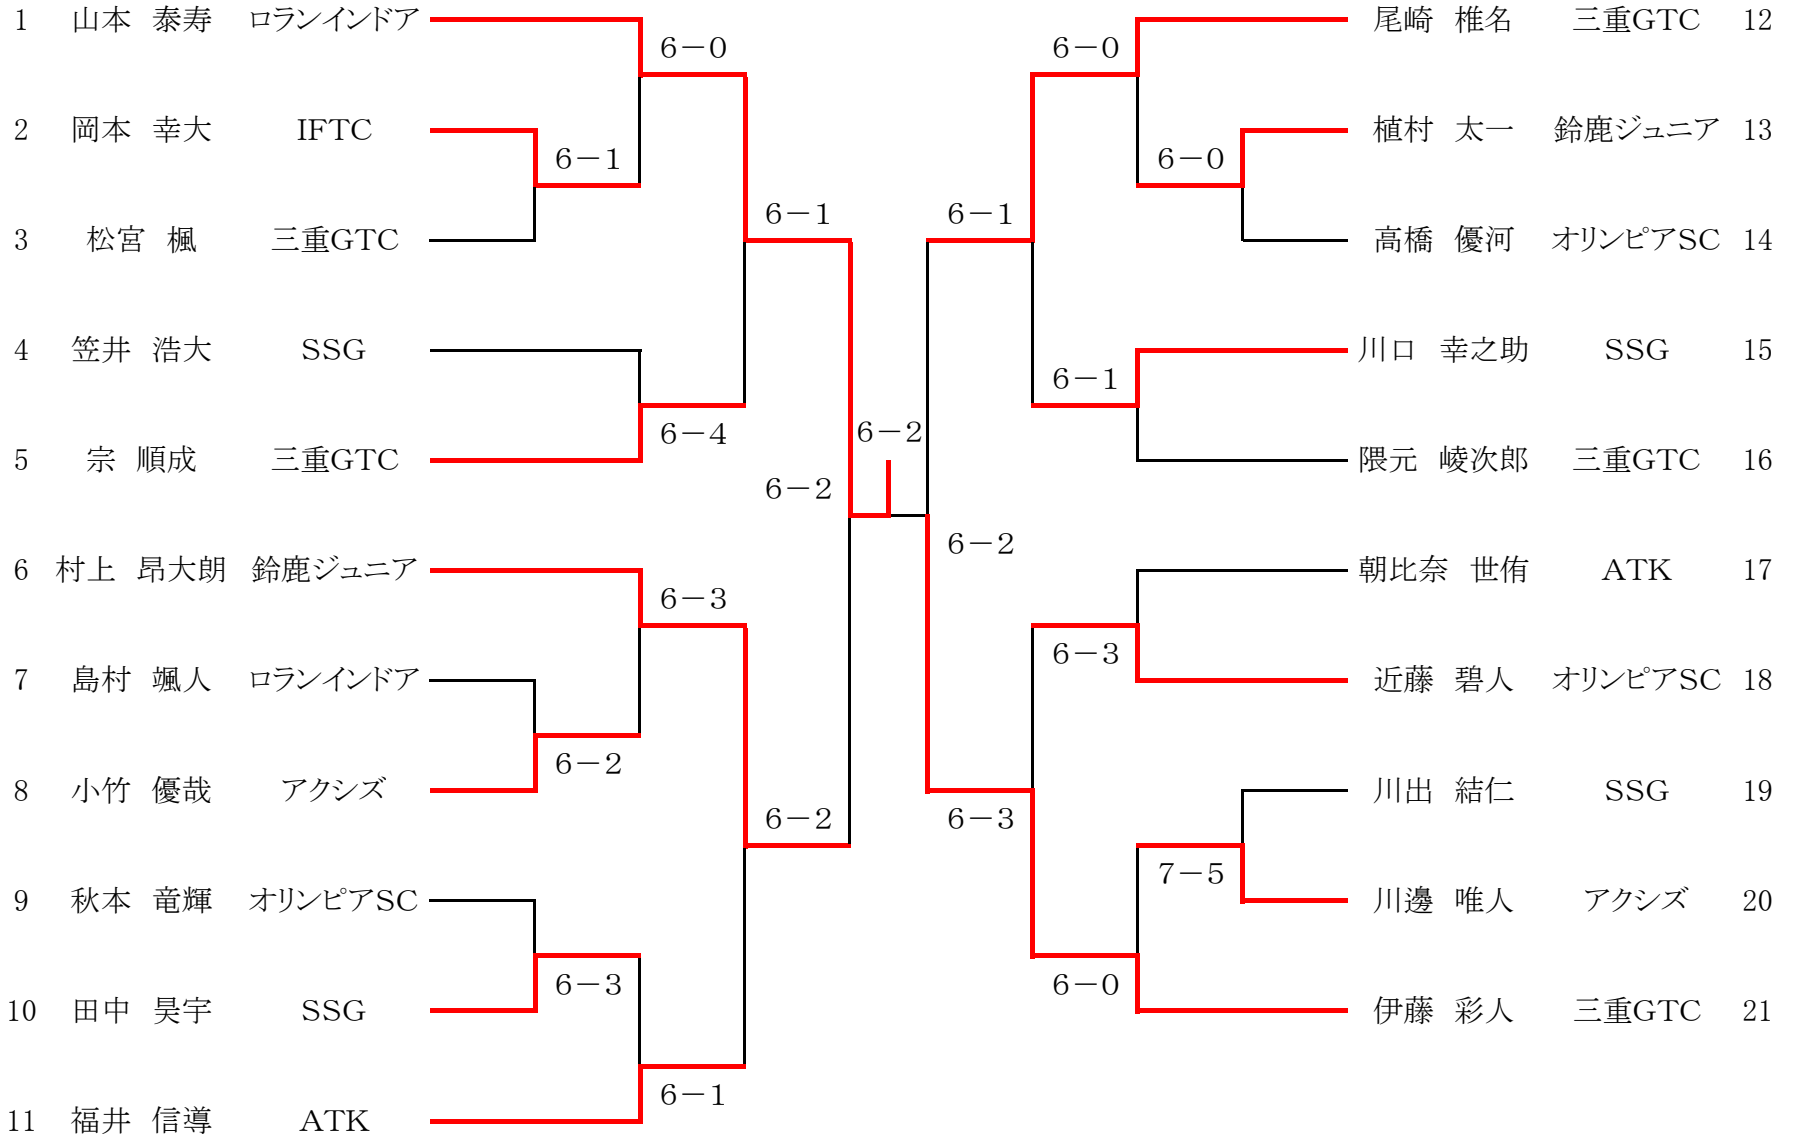 1 山本 泰寿 ロランインドア 尾崎 椎名 三重GTC 12
6－0 6－0
2 岡本 幸大 IFTC 植村 太一 鈴鹿ジュニア 13
6－1 6－0
6－1 6－1
3 松宮 楓 三重GTC 高橋 優河 オリンピアSC 14
4 笠井 浩大 SSG 川口 幸之助 SSG 15
6－1
6－4 6－2
5 宗 順成 三重GTC 隈元 崚次郎 三重GTC 16
6－2
6－2
6 村上 昂大朗 鈴鹿ジュニア 朝比奈 世侑 ATK 17
6－3
6－3
7 島村 颯人 ロランインドア 近藤 碧人 オリンピアSC 18
6－2
8 小竹 優哉 アクシズ 川出 結仁 SSG 19
6－2 6－3
7－5
9 秋本 竜輝 オリンピアSC 川邊 唯人 アクシズ 20
6－3 6－0
10 田中 昊宇 SSG 伊藤 彩人 三重GTC 21
6－1
11 福井 信導 ATK